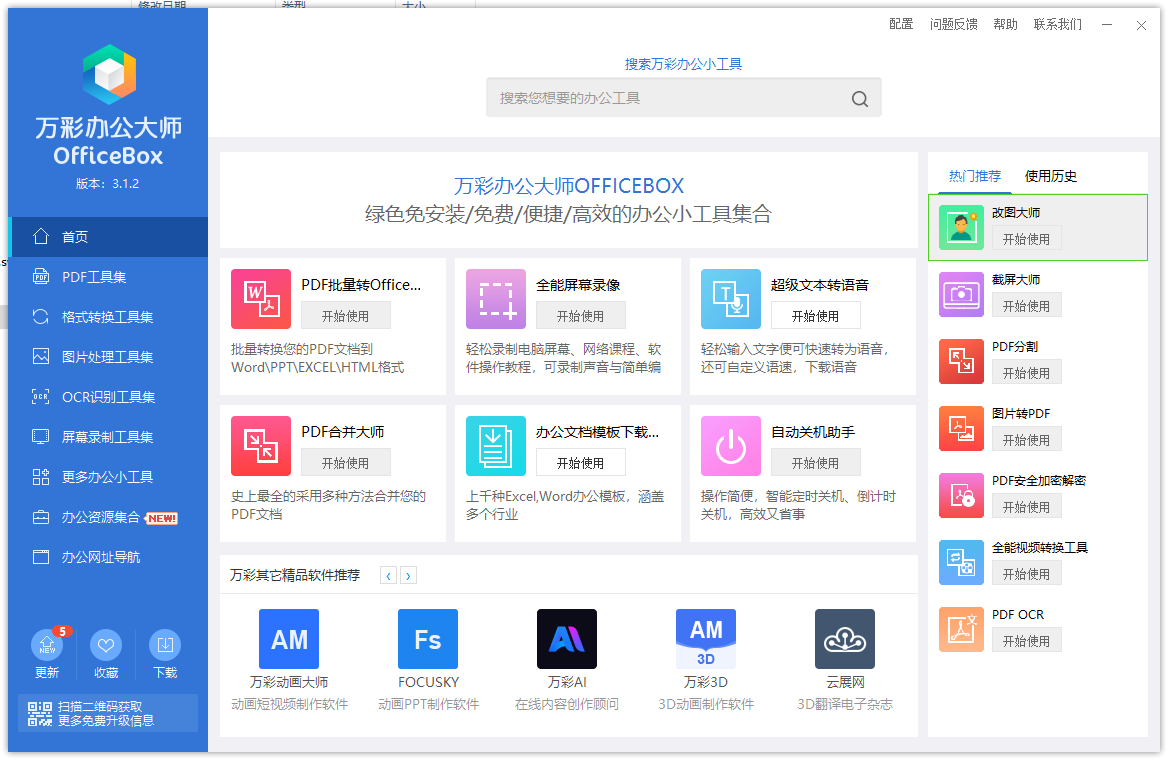 修改日期
类型
大小
配置
问题反馈
帮助
联系我们
万彩办公大师
OfficeBox
版本：3.1.2
首页
PDF工具集
格式转换工具集
图片处理工具集
OCR
OCR识别工具集
屏幕录制工具集
更多办公小工具
办公资源集合
NEW!
办公网址导航
5
NEW
更新
收藏
下载
扫描二维码获取
更多免费升级信息
搜索万彩办公小工具
搜索您想要的办公工具
万彩办公大师OFFICEBOX
绿色免安装/免费/便捷/高效的办公小工具集合
PDF批量转Office...
开始使用
批量转换您的PDF文档到
Word\PPT\EXCEL\HTML格式
全能屏幕录像
开始使用
轻松录制电脑屏幕、网络课程、软
件操作教程，可录制声音与简单编
超级文本转语音
开始使用
轻松输入文字便可快速转为语音，
还可自定义语速，下载语音
PDF合并大师
开始使用
史上最全的采用多种方法合并您的
PDF文档
办公文档模板下载...
开始使用
上千种Excel,Word办公模板，涵盖
多个行业
自动关机助手
开始使用
操作简便，智能定时关机、倒计时
关机，高效又省事
万彩其它精品软件推荐
AM
万彩动画大师
动画短视频制作软件
Fs
FOCUSKY
动画PPT制作软件
万彩AI
在线内容创作顾问
AM
3D
万彩3D
3D动画制作软件
云展网
3D翻译电子杂志
热门推荐
使用历史
改图大师
开始使用
截屏大师
开始使用
PDF分割
开始使用
图片转PDF
开始使用
PDF安全加密解密
开始使用
全能视频转换工具
开始使用
PDF OCR
开始使用